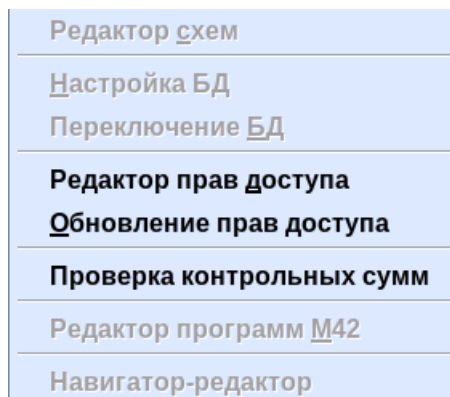 Редактор схем
Настройка БД
Переключение БД
Редактор прав доступа
Обновление прав доступа
Проверка контрольных сумм
Редактор программ М42
Навигатор-редактор